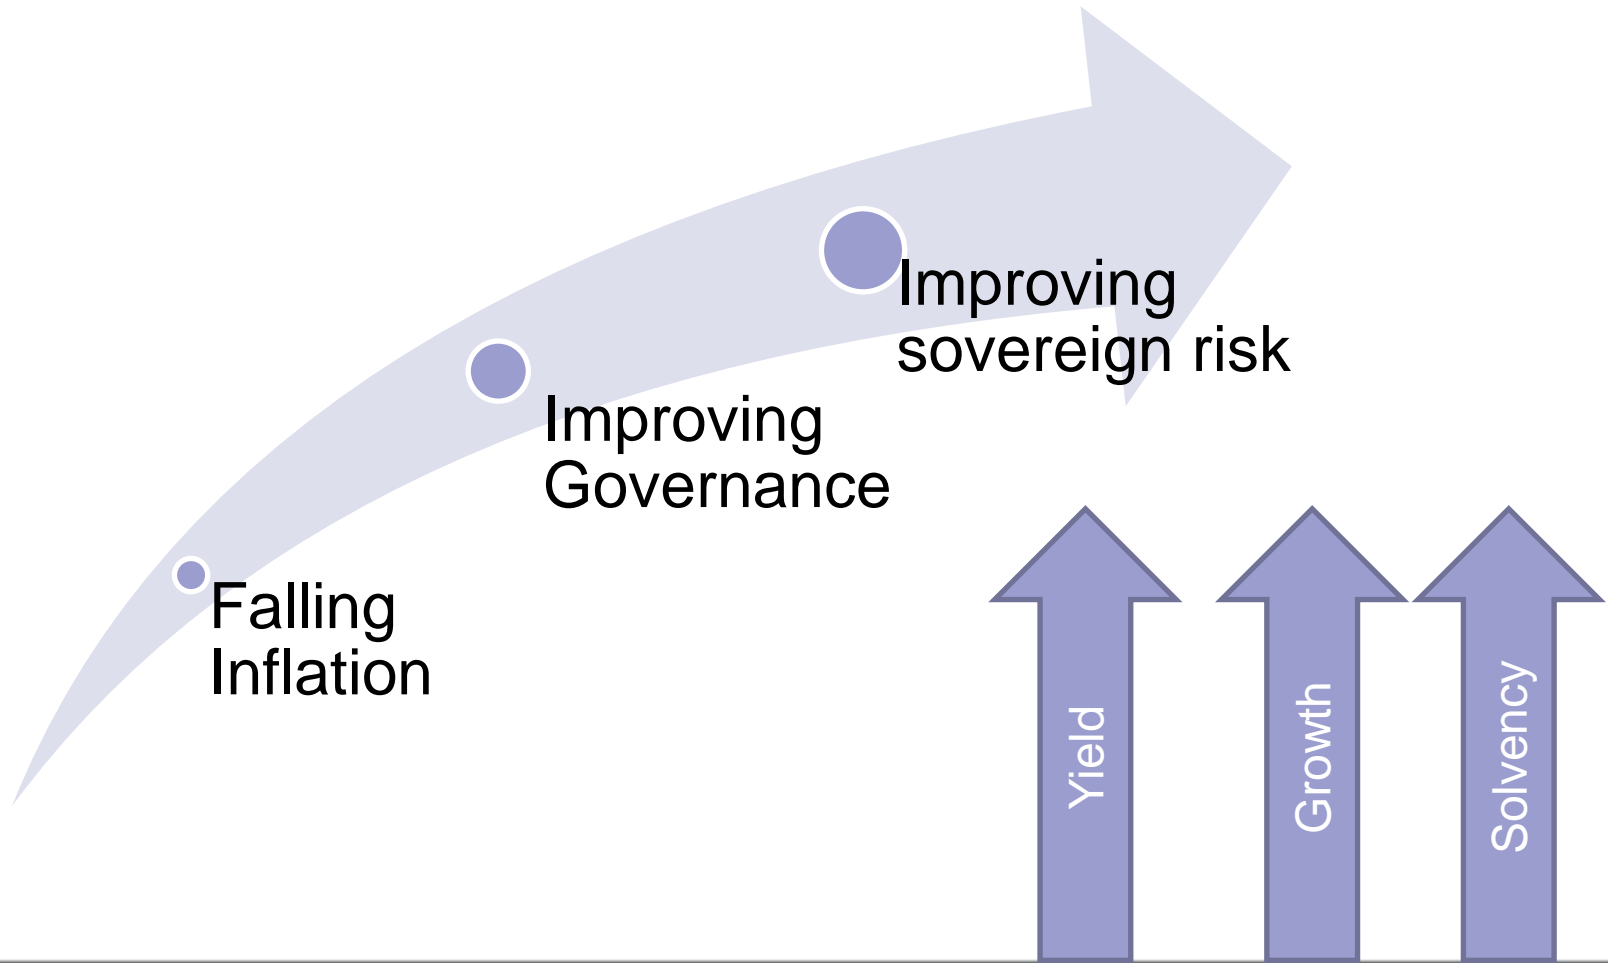 Improving
sovereign risk
Improving
Governance
Falling
Inflation
Yield
Growth
Solvency